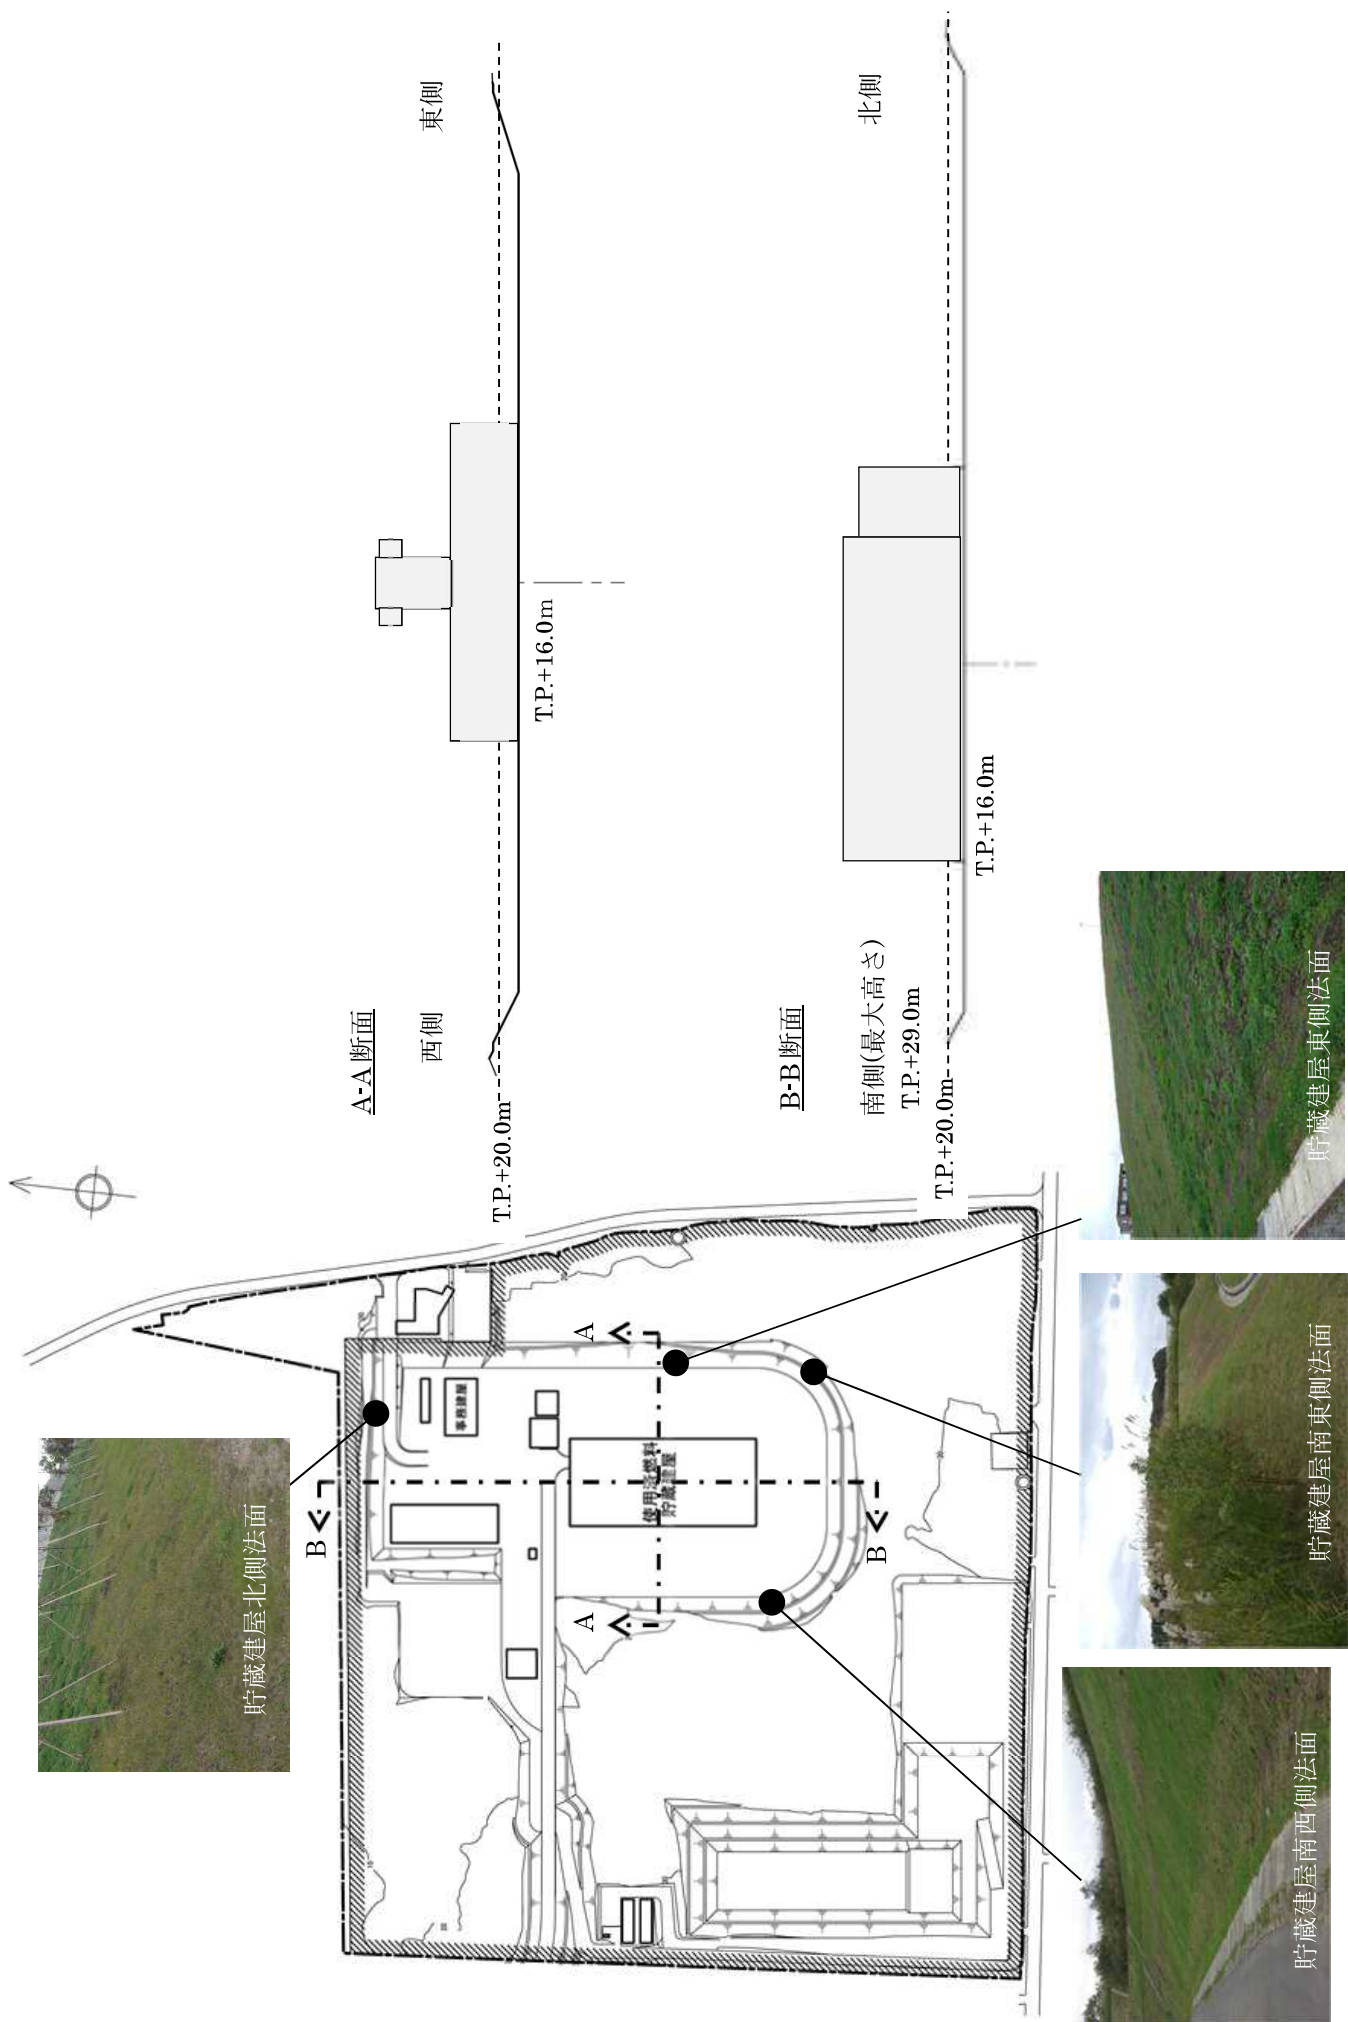 貯蔵建屋北側法面
B
B
A
A
事務建屋
使用済燃料
貯蔵建屋
貯蔵建屋南西側法面
貯蔵建屋南東側法面
貯蔵建屋東側法面
A-A断面
西側
東側
T.P.+20.0m
T.P.+16.0m
B-B断面
南側(最大高さ)
T.P.+29.0m
北側
T.P.+20.0m
T.P.+16.0m